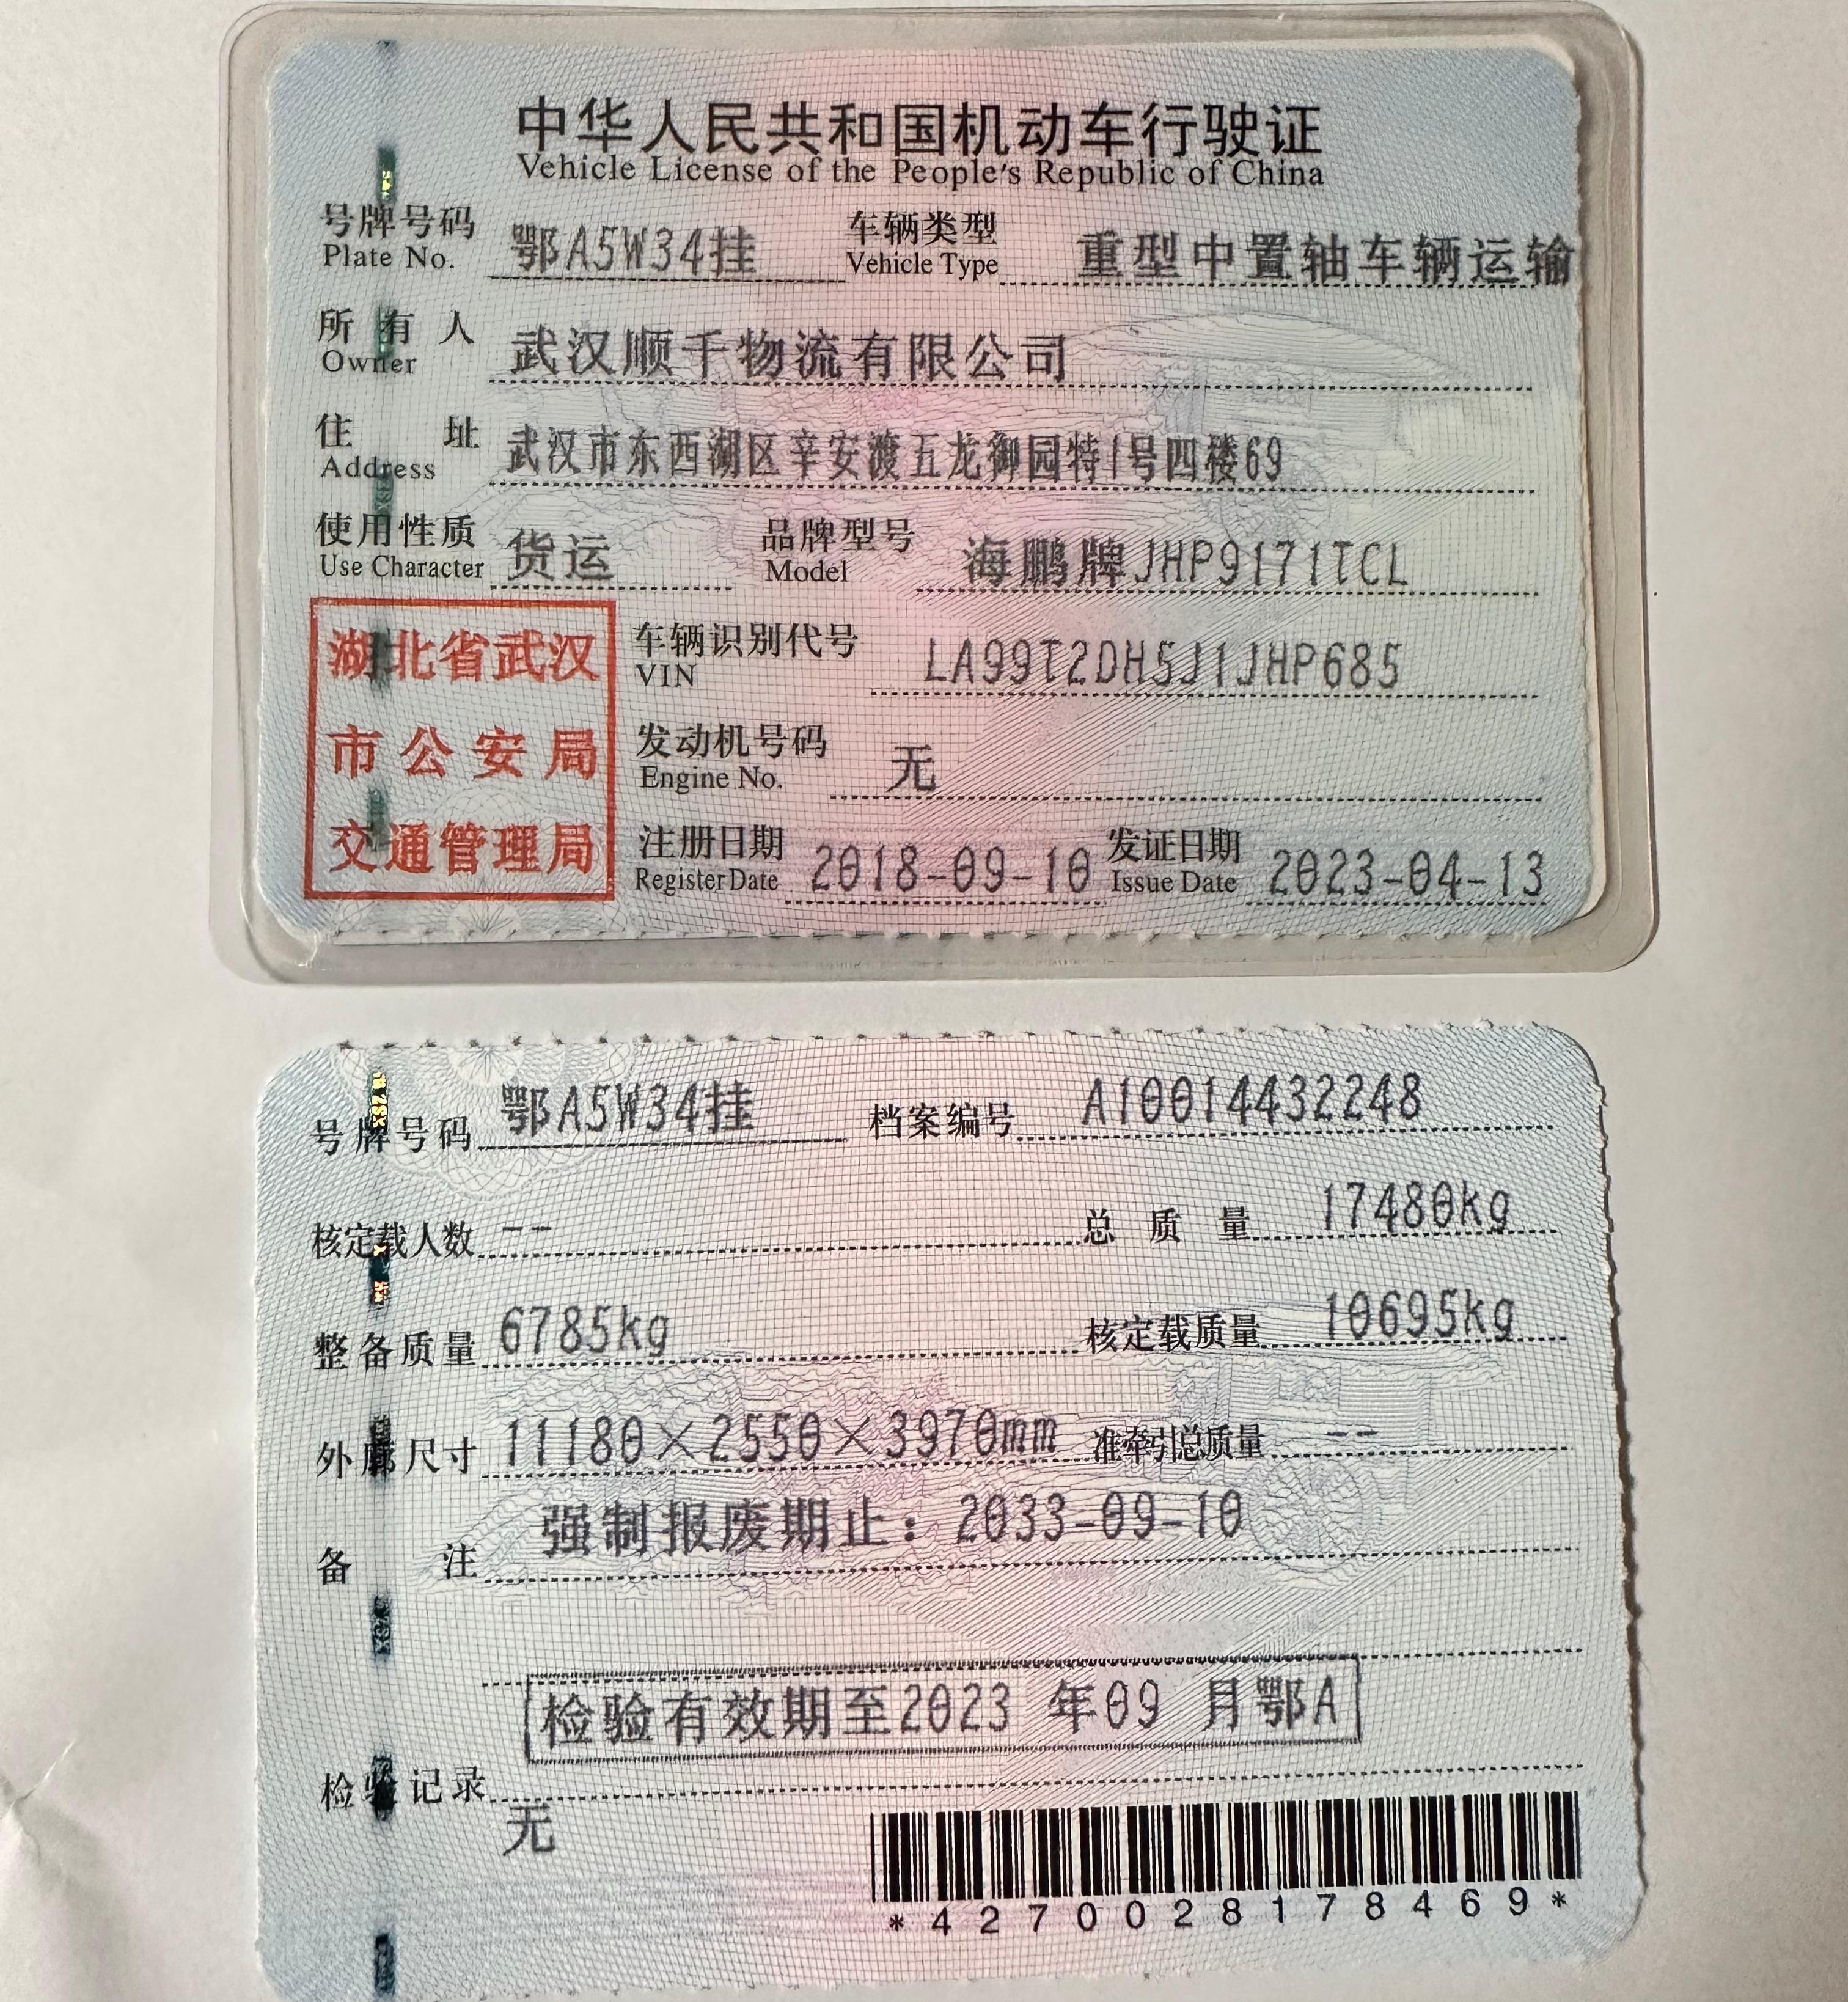 中华人民共和国机动车行驶证
Vehicle License of the People's Republic of China
号牌号码 鄂A5W34挂 车辆类型 重型中置轴车辆运输
Plate No. Vehicle Type
所有人 武汉顺千物流有限公司
Owner
住址 武汉市东西湖区辛安渡五龙御园特1号四楼69
Address
使用性质 货运 品牌型号 海鹏牌JHP9171TCL
Use Character Model
湖北省武汉
市公安局
交通管理局
车辆识别代号 LA99T2DH5J1JHP685
VIN
发动机号码 无
Engine No.
注册日期 2018-09-10 发证日期 2023-04-13
Register Date Issue Date
号牌号码 鄂A5W34挂 档案编号 A10014432248
核定载人数 -- 总质量 17480kg
整备质量 6785kg 核定载质量 10695kg
外廓尺寸 11180×2550×3970mm 准牵引总质量 --
备注 强制报废期止：2033-09-10
检验有效期至2023 年09 月鄂A
检验记录
无
*4270028178469*